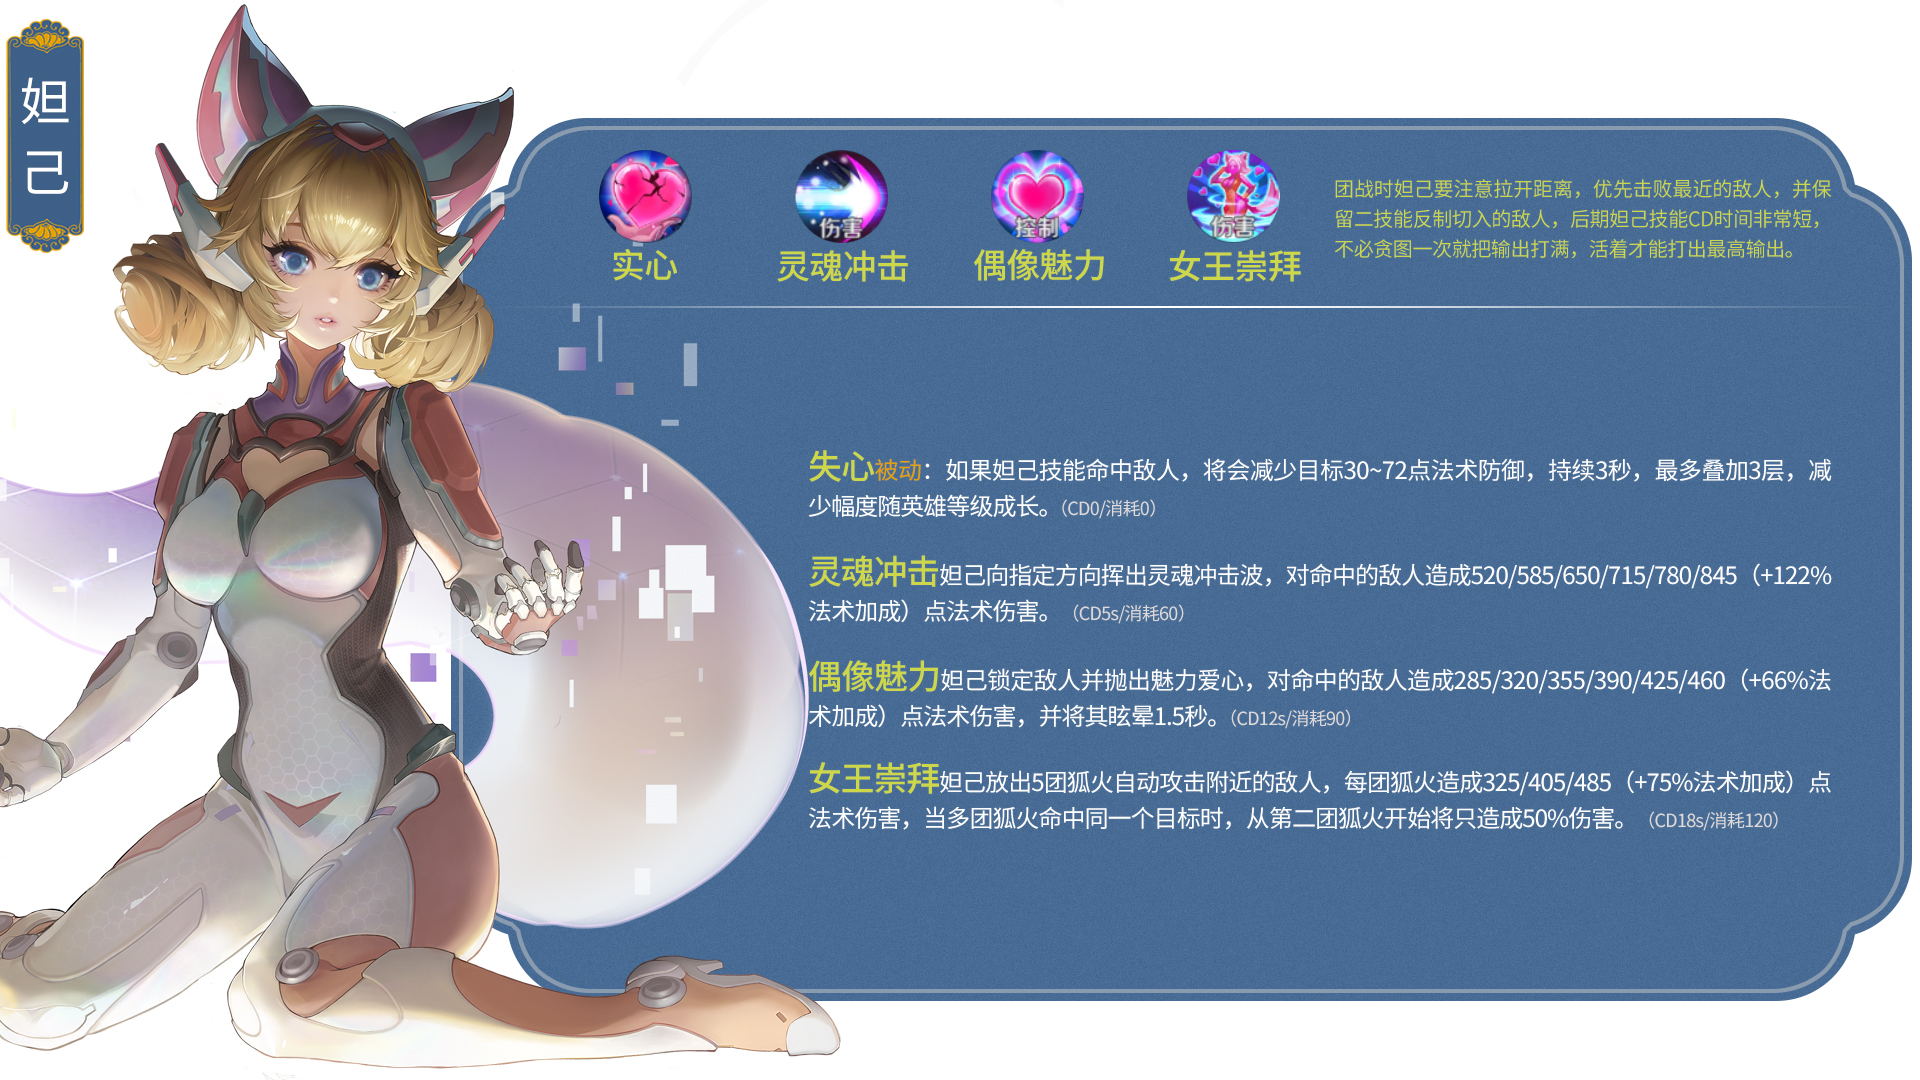 妲己
伤害
控制
伤害
实心
灵魂冲击
偶像魅力
女王崇拜
团战时妲己要注意拉开距离，优先击败最近的敌人，并保
留二技能反制切入的敌人，后期妲己技能CD时间非常短，
不必贪图一次就把输出打满，活着才能打出最高输出。
失心被动：如果妲己技能命中敌人，将会减少目标30~72点法术防御，持续3秒，最多叠加3层，减
少幅度随英雄等级成长。（CD0/消耗0）
灵魂冲击妲己向指定方向挥出灵魂冲击波，对命中的敌人造成520/585/650/715/780/845（+122%
法术加成）点法术伤害。（CD5s/消耗60）
偶像魅力妲己锁定敌人并抛出魅力爱心，对命中的敌人造成285/320/355/390/425/460（+66%法
术加成）点法术伤害，并将其眩晕1.5秒。（CD12s/消耗90）
女王崇拜妲己放出5团狐火自动攻击附近的敌人，每团狐火造成325/405/485（+75%法术加成）点
法术伤害，当多团狐火命中同一个目标时，从第二团狐火开始将只造成50%伤害。（CD18s/消耗120）